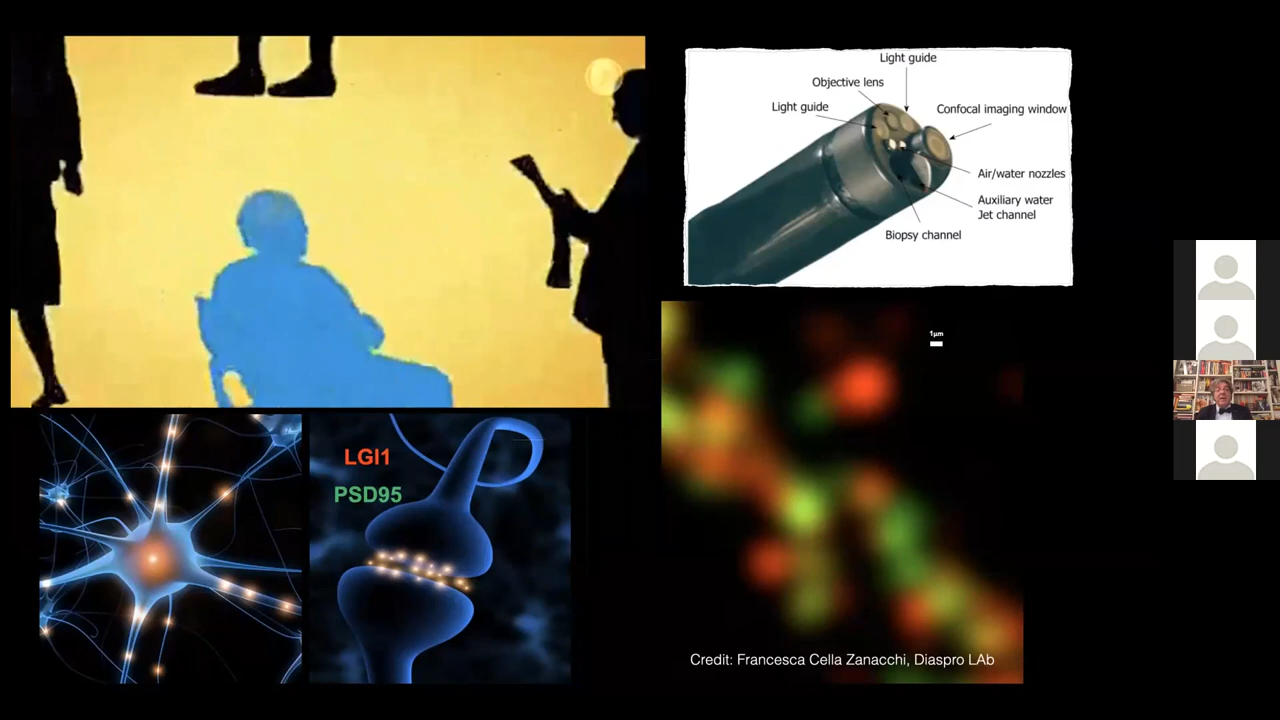 Light guide
Objective lens
Light guide
Confocal imaging window
Air/water nozzles
Auxiliary water
Jet channel
Biopsy channel
1µm
LGI1
PSD95
Credit: Francesca Cella Zanacchi, Diaspro LAb